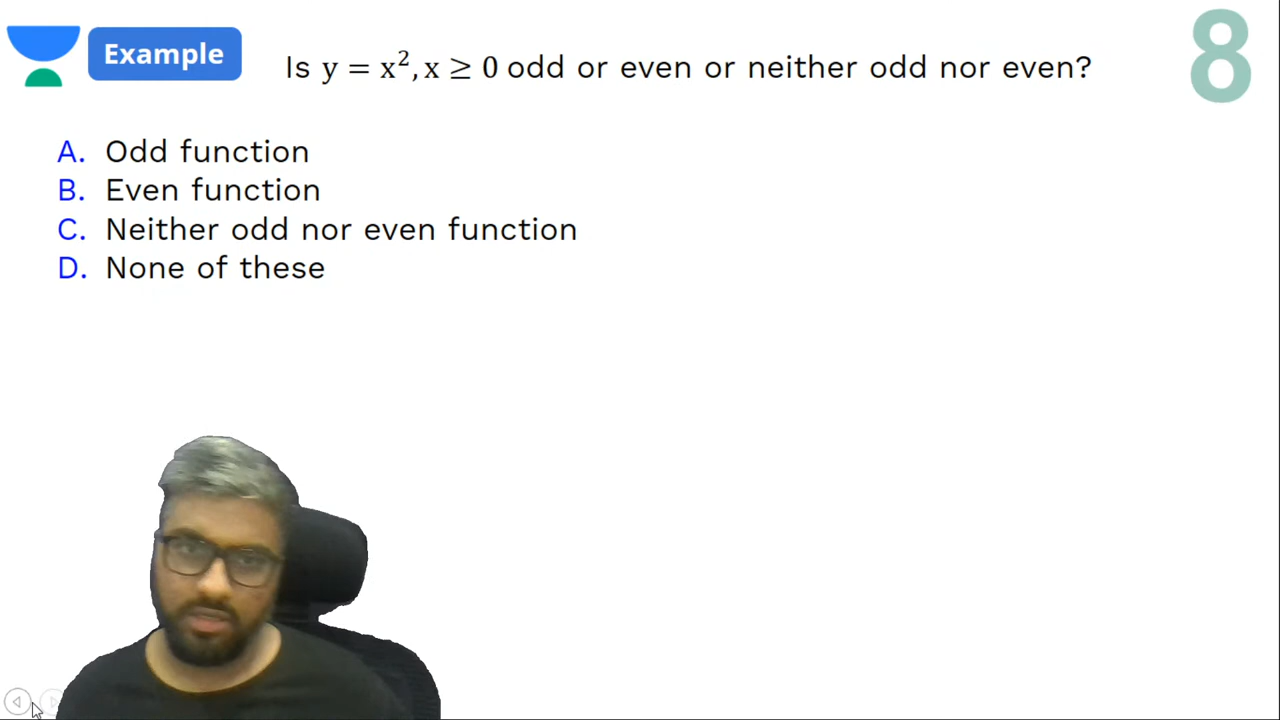 Example
Is y = x², x ≥ 0 odd or even or neither odd nor even?
8
A. Odd function
B. Even function
C. Neither odd nor even function
D. None of these